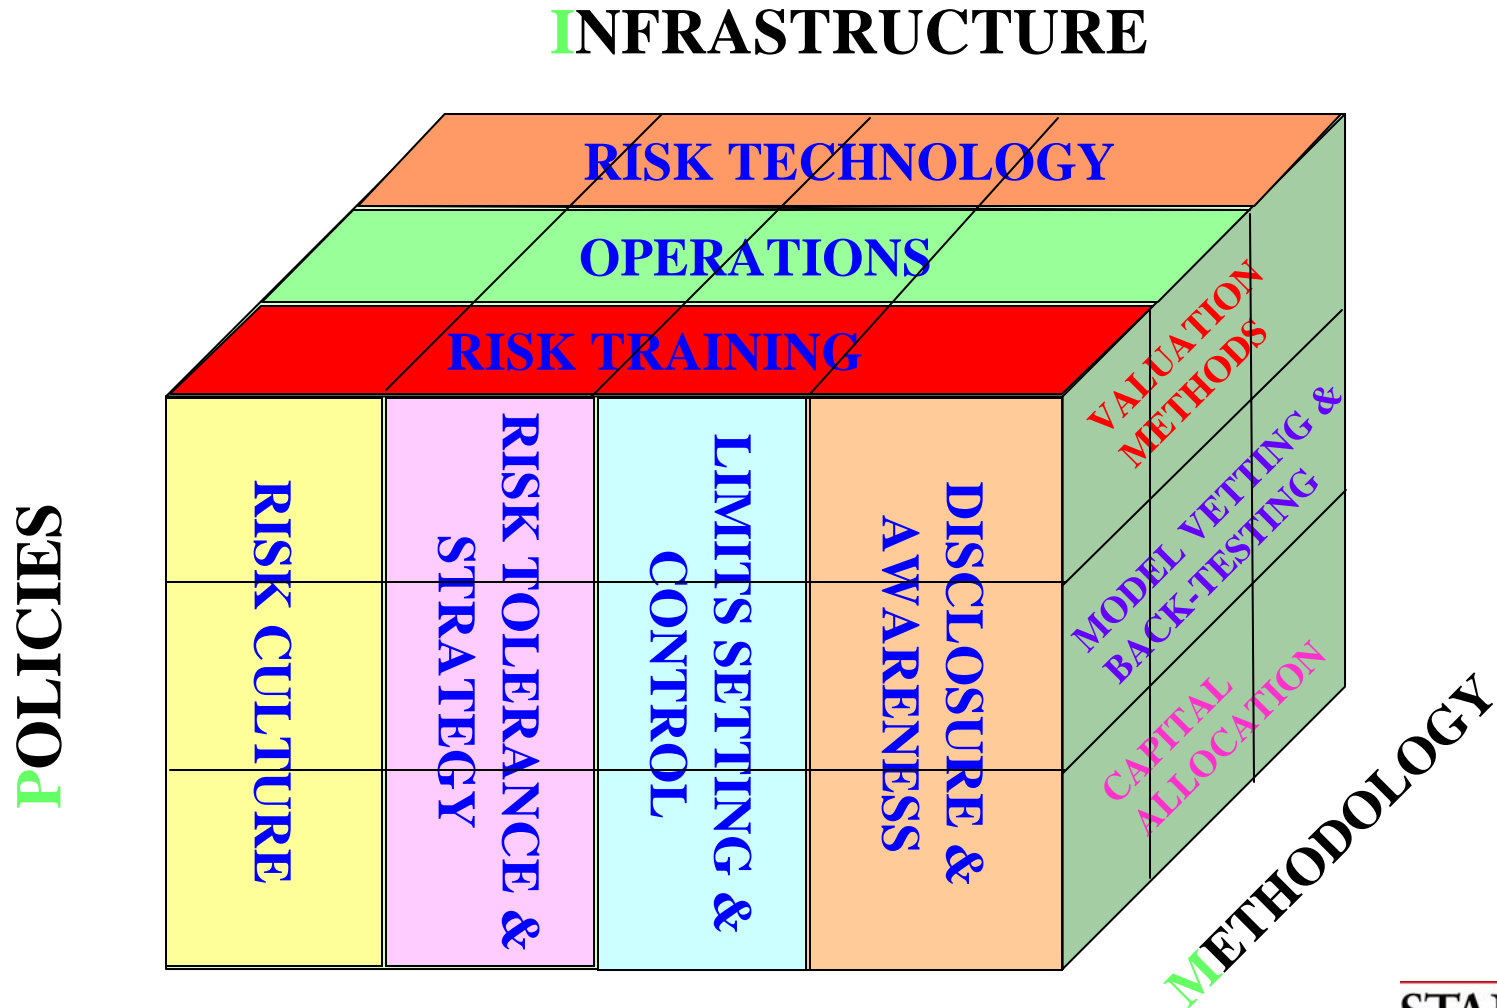 INFRASTRUCTURE
RISK TECHNOLOGY
OPERATIONS
RISK TRAINING
POLICIES
RISK CULTURE
RISK TOLERANCE &
STRATEGY
LIMITS SETTING &
CONTROL
DISCLOSURE &
AWARENESS
VALUATION
METHODS
MODEL VETTING &
BACK-TESTING
CAPITAL
ALLOCATION
METHODOLOGY